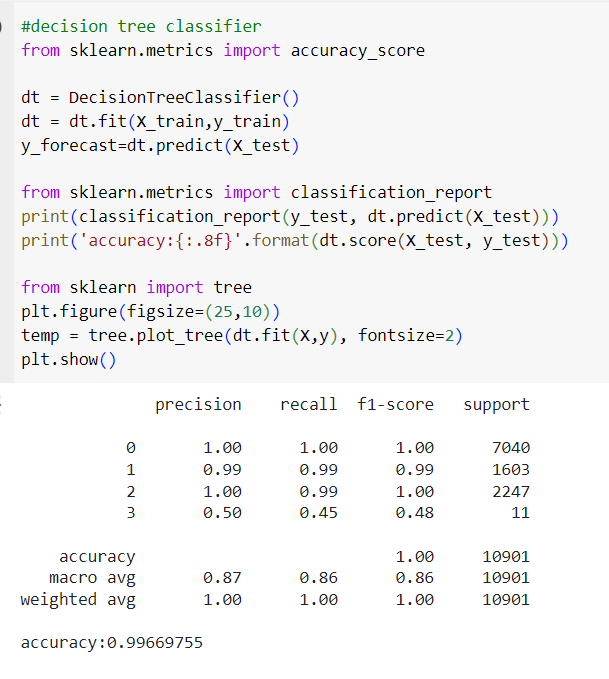 #decision tree classifier
from sklearn.metrics import accuracy_score
dt = DecisionTreeClassifier()
dt = dt.fit(X_train,y_train)
y_forecast=dt.predict(X_test)
from sklearn.metrics import classification_report
print(classification_report(y_test, dt.predict(X_test)))
print('accuracy:{:.8f}'.format(dt.score(X_test, y_test)))
from sklearn import tree
plt.figure(figsize=(25,10))
temp = tree.plot_tree(dt.fit(X,y), fontsize=2)
plt.show()
precision recall f1-score support
0 1.00 1.00 1.00 7040
1 0.99 0.99 0.99 1603
2 1.00 0.99 1.00 2247
3 0.50 0.45 0.48 11
accuracy 1.00 10901
macro avg 0.87 0.86 0.86 10901
weighted avg 1.00 1.00 1.00 10901
accuracy:0.99669755